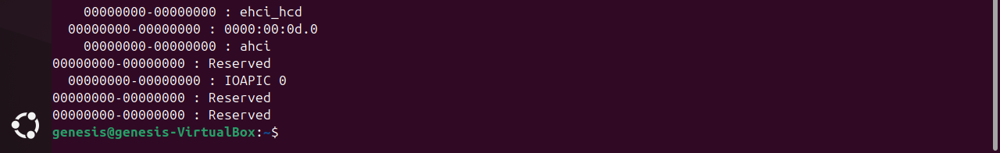 00000000-00000000 : ehci_hcd
00000000-00000000 : 0000:00:0d.0
00000000-00000000 : ahci
00000000-00000000 : Reserved
00000000-00000000 : IOAPIC 0
00000000-00000000 : Reserved
00000000-00000000 : Reserved
genesis@genesis-VirtualBox:~$